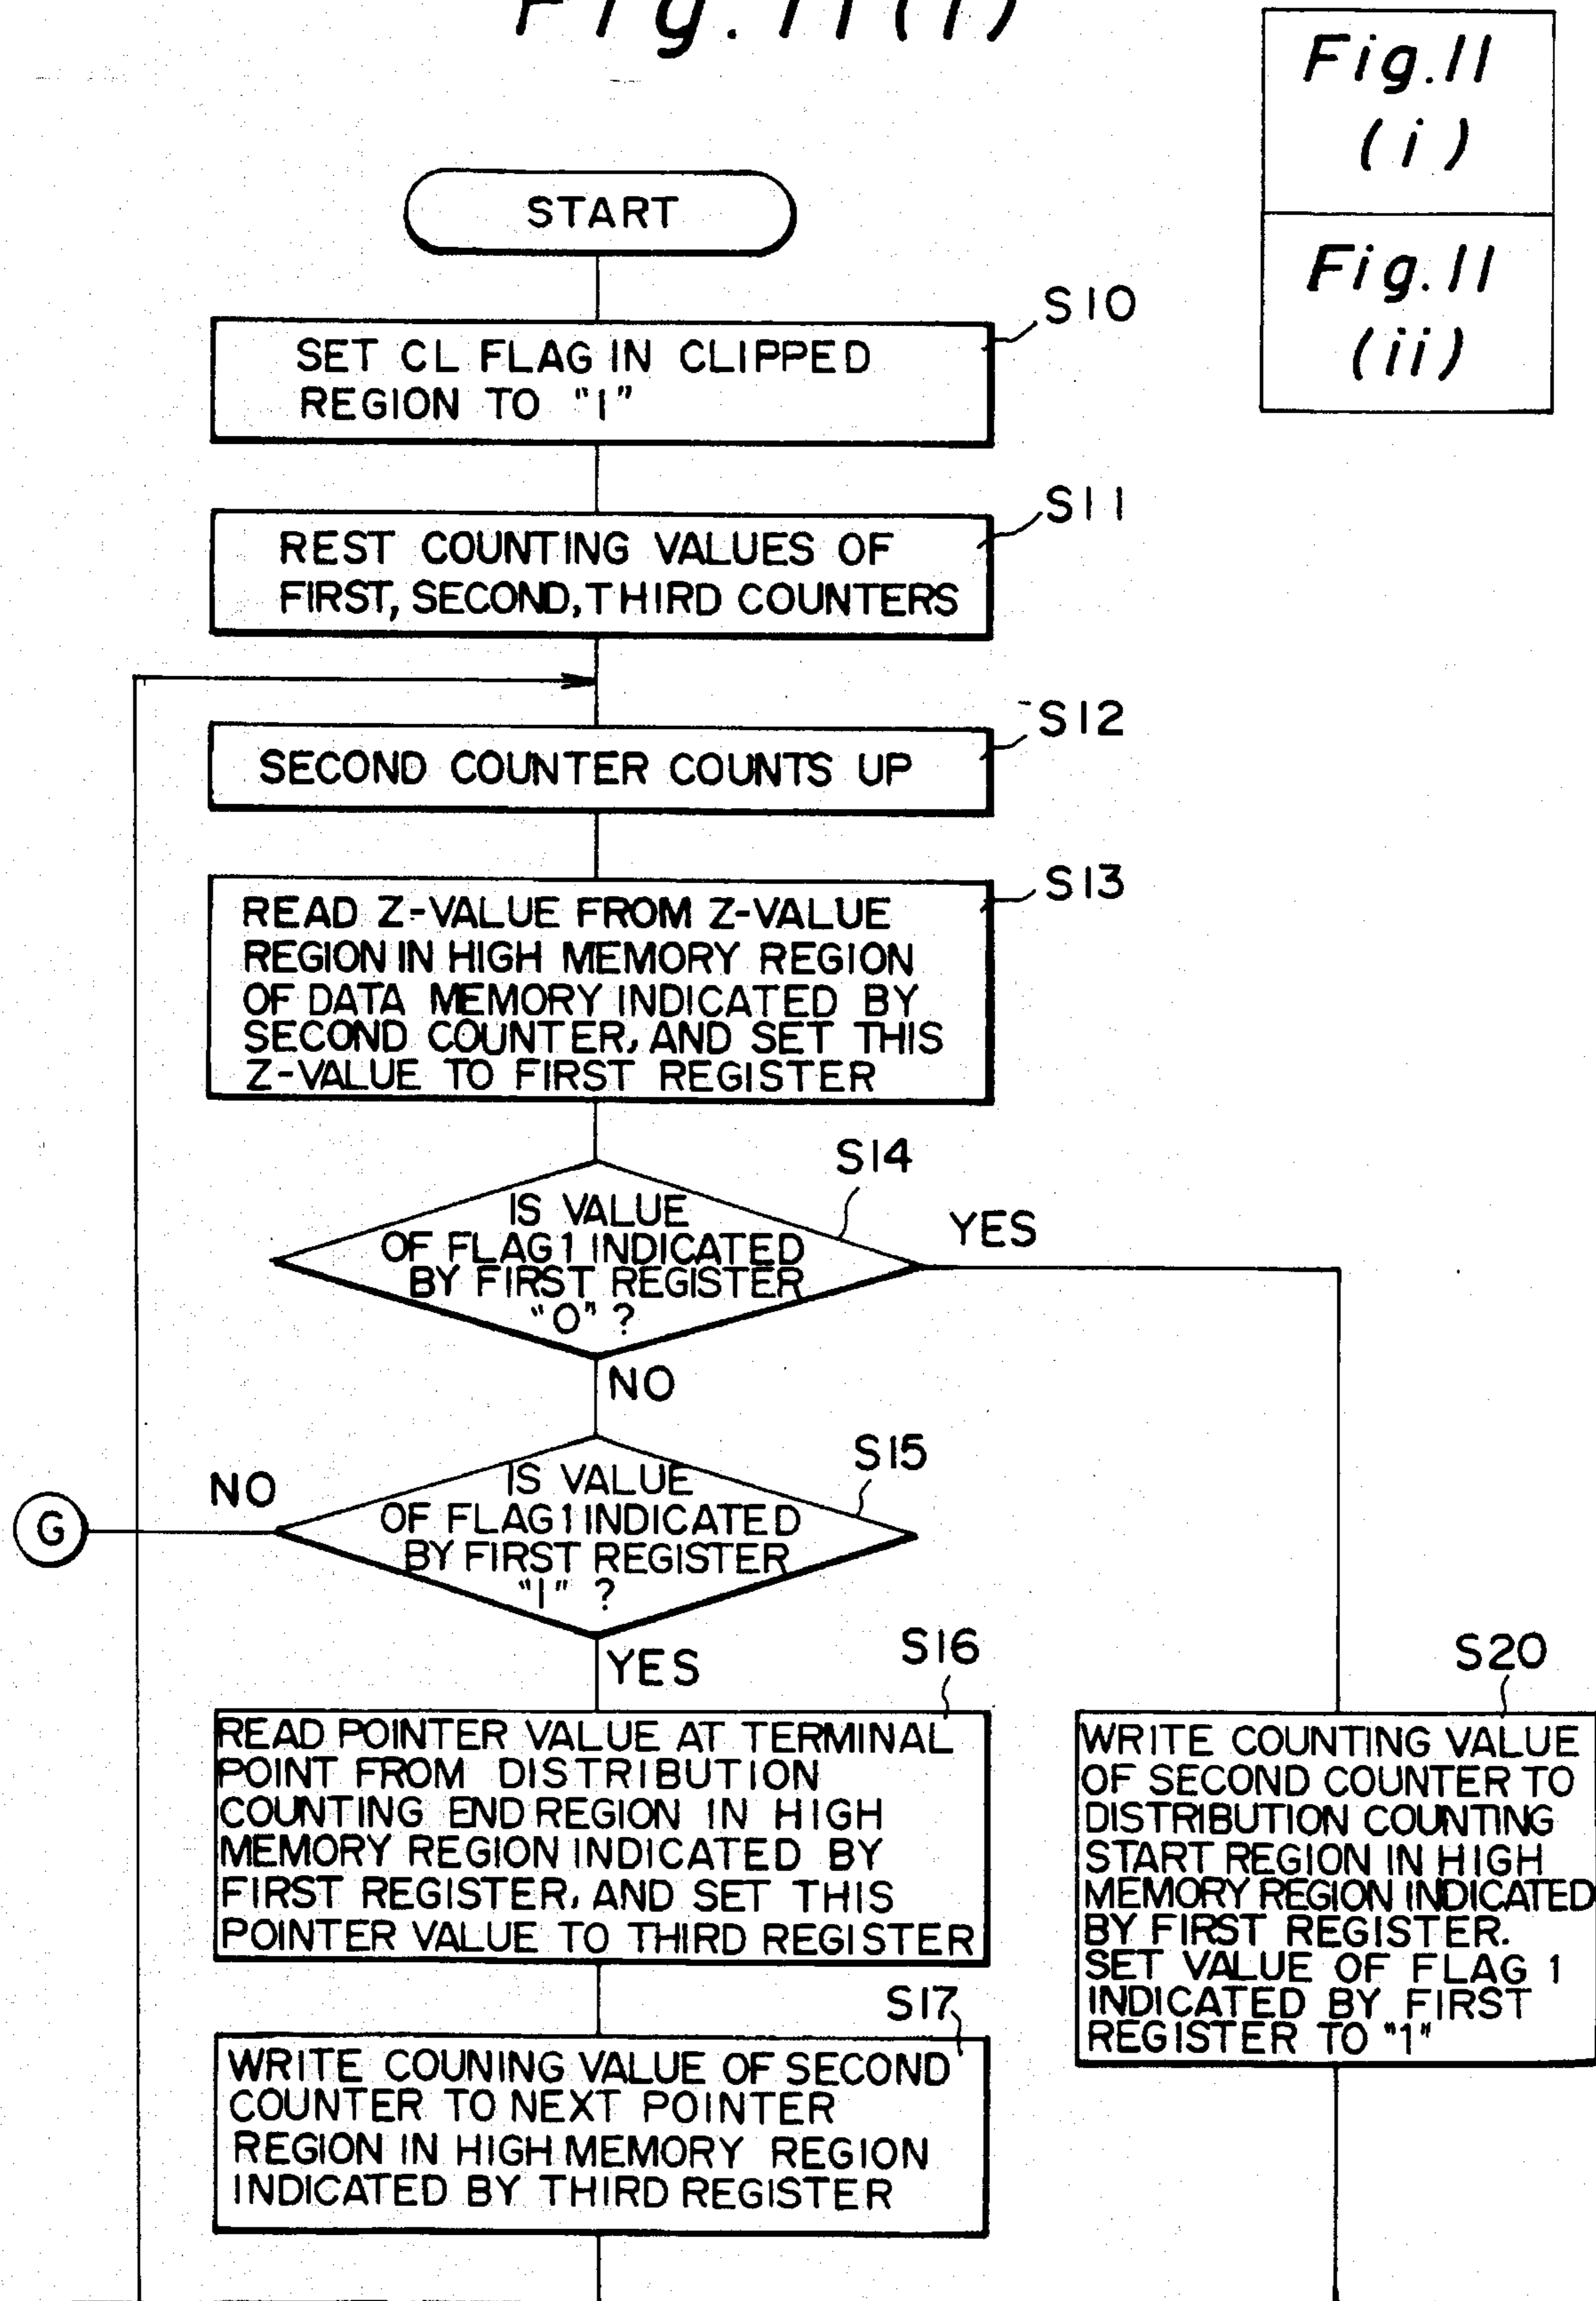 Fig. 11(i)
Fig. 11
(i)
Fig. 11
(ii)
START
S10
SET CL FLAG IN CLIPPED
REGION TO "1"
S11
REST COUNTING VALUES OF
FIRST, SECOND, THIRD COUNTERS
S12
SECOND COUNTER COUNTS UP
S13
READ Z-VALUE FROM Z-VALUE
REGION IN HIGH MEMORY REGION
OF DATA MEMORY INDICATED BY
SECOND COUNTER, AND SET THIS
Z-VALUE TO FIRST REGISTER
S14
IS VALUE
OF FLAG 1 INDICATED
BY FIRST REGISTER
"0" ?
YES
NO
S15
IS VALUE
OF FLAG 1 INDICATED
BY FIRST REGISTER
"1" ?
NO
G
YES
S16
READ POINTER VALUE AT TERMINAL
POINT FROM DISTRIBUTION
COUNTING END REGION IN HIGH
MEMORY REGION INDICATED BY
FIRST REGISTER, AND SET THIS
POINTER VALUE TO THIRD REGISTER
S20
WRITE COUNTING VALUE
OF SECOND COUNTER TO
DISTRIBUTION COUNTING
START REGION IN HIGH
MEMORY REGION INDICATED
BY FIRST REGISTER.
SET VALUE OF FLAG 1
INDICATED BY FIRST
REGISTER TO "1"
S17
WRITE COUNING VALUE OF SECOND
COUNTER TO NEXT POINTER
REGION IN HIGH MEMORY REGION
INDICATED BY THIRD REGISTER